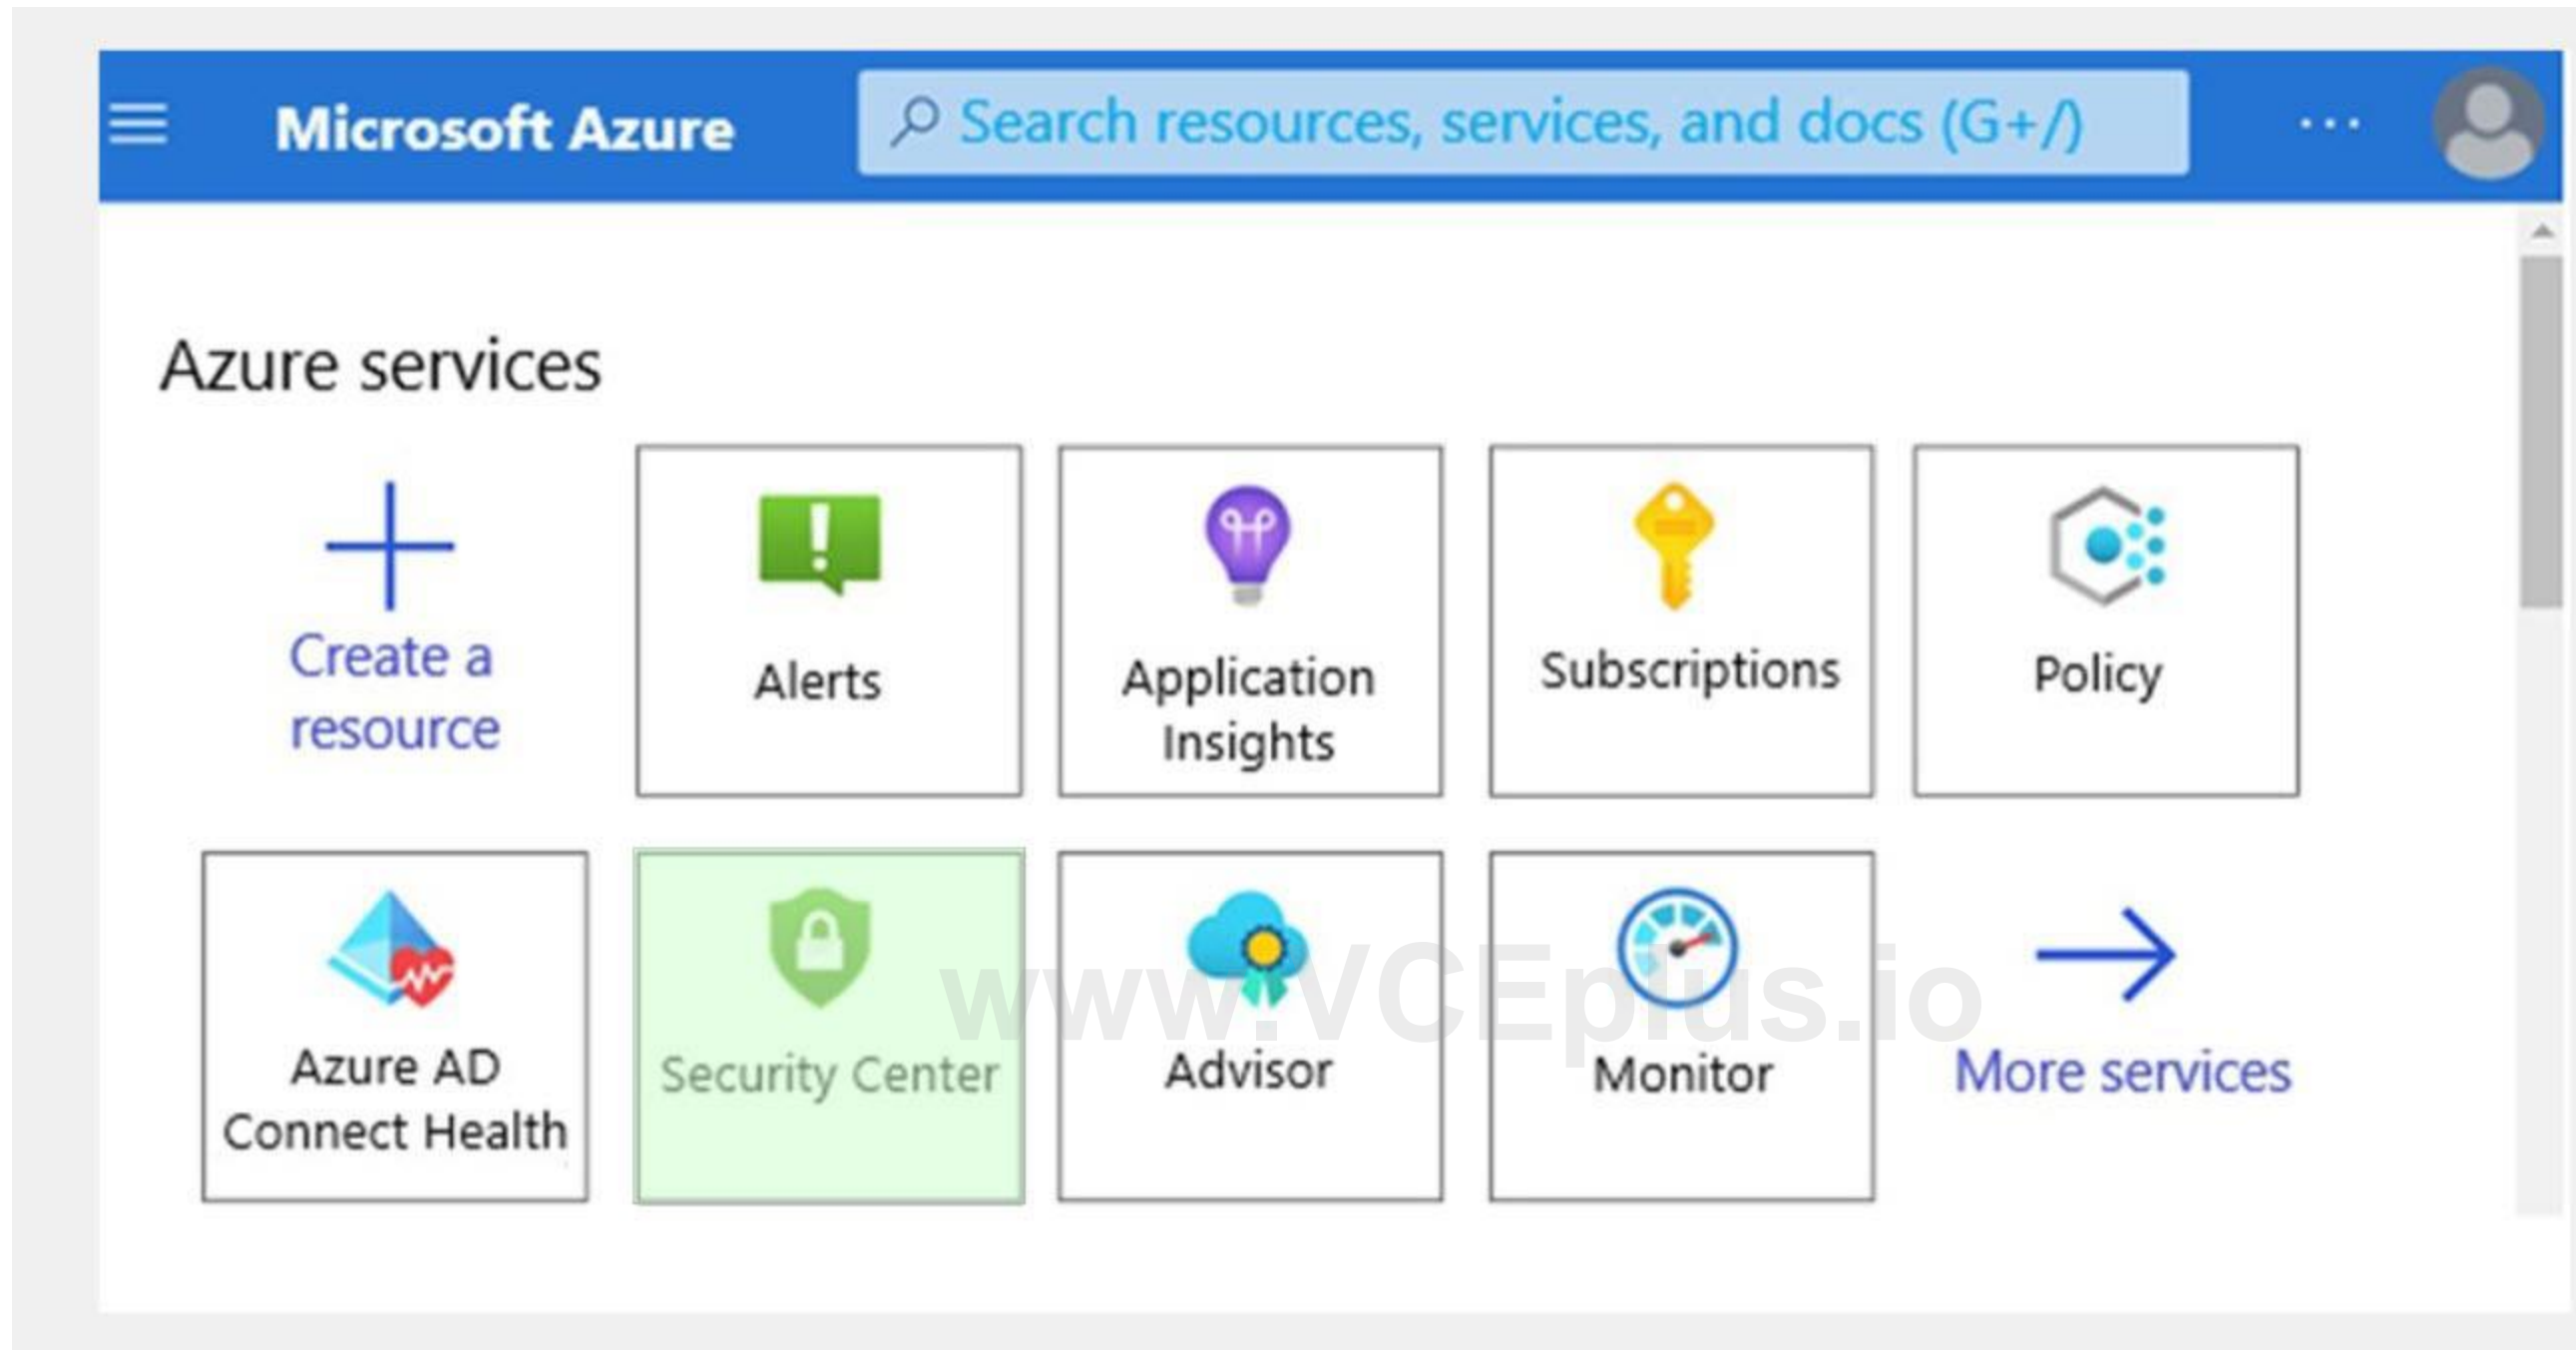 Microsoft Azure
Search resources, services, and docs (G+/)
...
Azure services
Create a
resource
Alerts
Application
Insights
Subscriptions
Policy
Azure AD
Connect Health
Security Center
Advisor
Monitor
More services
www.VCEplus.io